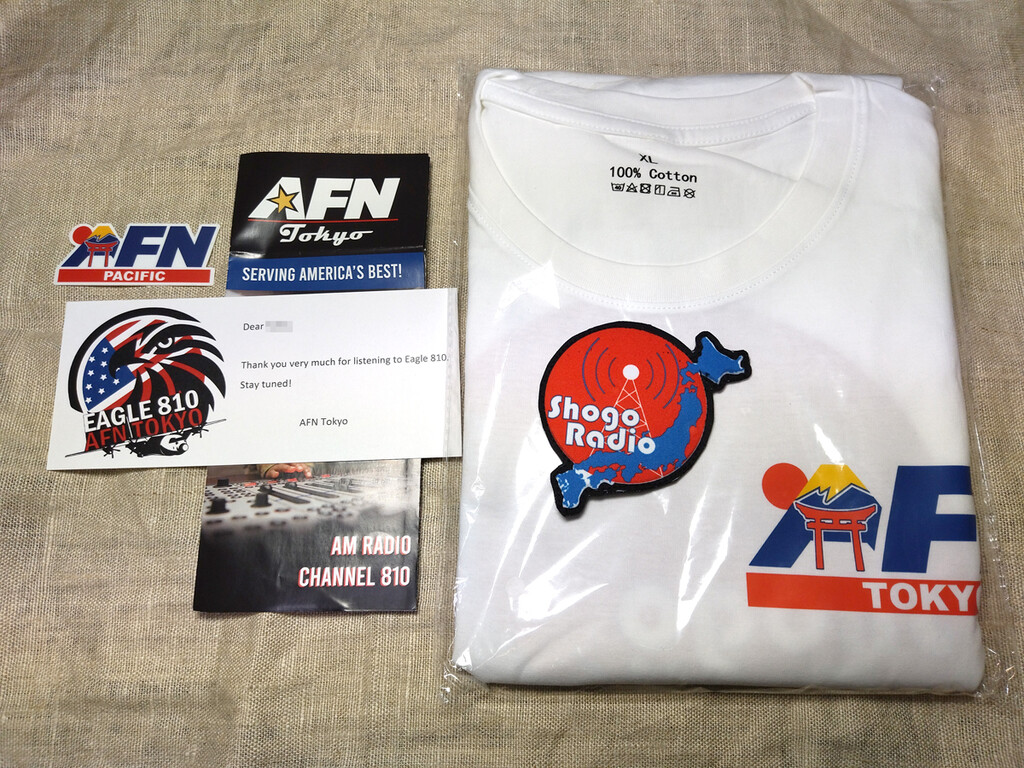 AFN
PACIFIC
AFN
Tokyo
SERVING AMERICA'S BEST!
EAGLE 810
AFN TOKYO
Dear
Thank you very much for listening to Eagle 810.
Stay tuned!
AFN Tokyo
AM RADIO
CHANNEL 810
XL
100% Cotton
Shogo
Radio
AF
TOKYO